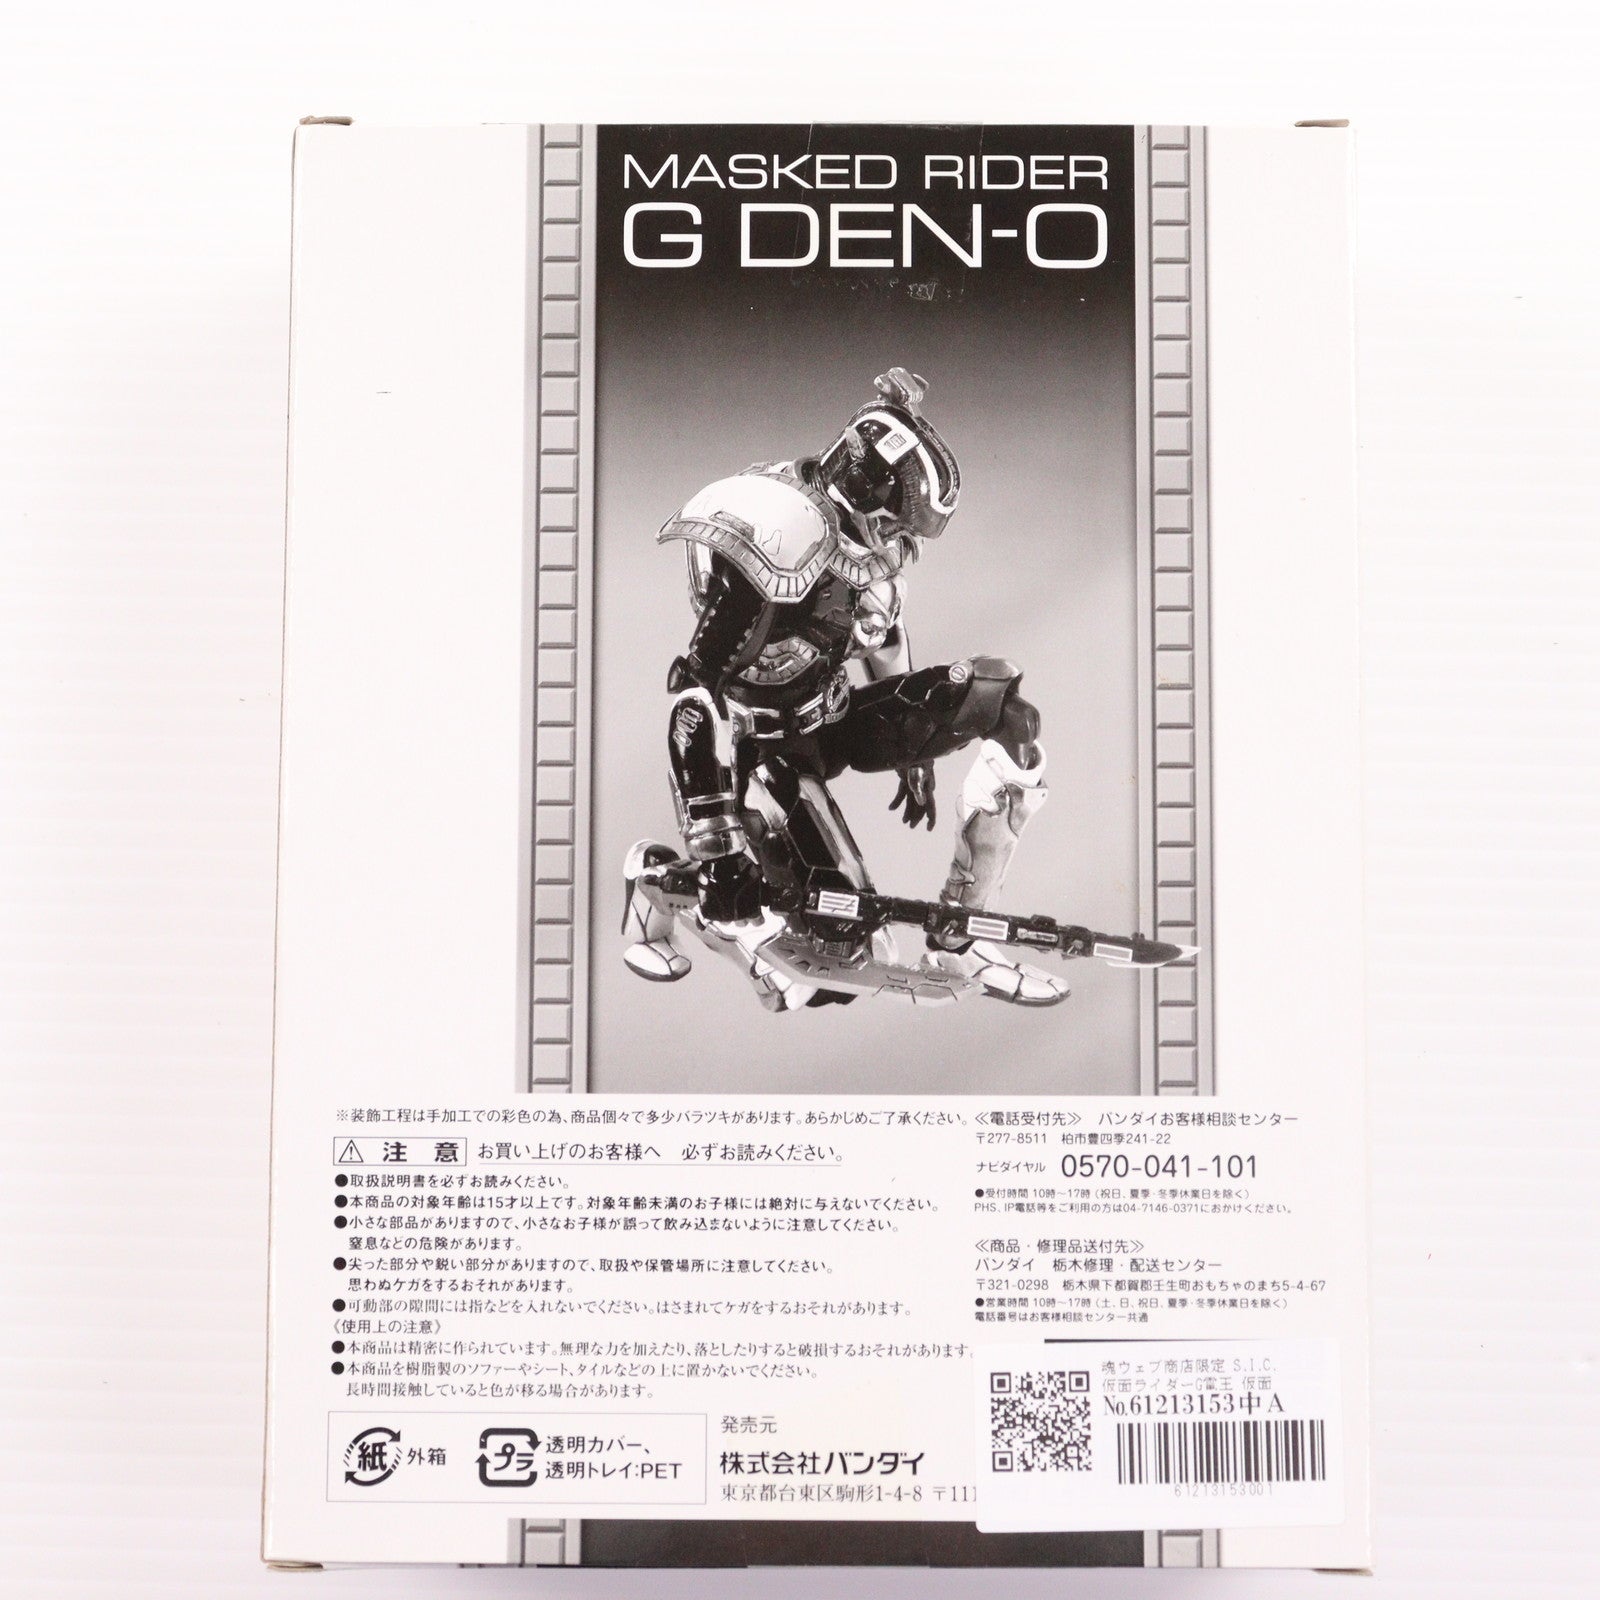 MASKED RIDER
G DEN-O
※装飾工程は手加工での彩色の為、商品個々で多少バラツキがあります。あらかじめご了承ください。
注意 お買い上げのお客様へ 必ずお読みください。
●取扱説明書を必ずお読みください。
●本商品の対象年齢は15才以上です。対象年齢未満のお子様には絶対に与えないでください。
●小さな部品がありますので、小さなお子様が誤って飲み込まないように注意してください。
窒息などの危険があります。
●尖った部分や鋭い部分がありますので、取扱や保管場所に注意してください。
思わぬケガをするおそれがあります。
●可動部の隙間には指などを入れないでください。はさまれてケガをするおそれがあります。
《使用上の注意》
●本商品は精密に作られています。無理な力を加えたり、落としたりすると破損するおそれがあります。
●本商品を樹脂製のソファーやシート、タイルなどの上に置かないでください。
長時間接触していると色が移る場合があります。
≪電話受付先≫ バンダイお客様相談センター
〒277-8511 柏市豊四季241-22
ナビダイヤル 0570-041-101
●受付時間 10時〜17時(祝日、夏季・冬季休業日を除く)
PHS、IP電話等をご利用の方は04-7146-0371におかけください。
≪商品・修理品送付先≫
バンダイ 栃木修理・配送センター
〒321-0298 栃木県下都賀郡壬生町おもちゃのまち5-4-67
●営業時間 10時〜17時(土、日、祝日、夏季・冬季休業日を除く)
電話番号はお客様相談センター共通
紙 外箱
プラ 透明カバー、
透明トレイ:PET
発売元
株式会社バンダイ
東京都台東区駒形1-4-8 〒111
魂ウェブ商店限定 S.I.C.
仮面ライダーG電王 仮面
No.61213153中 A
61213153001